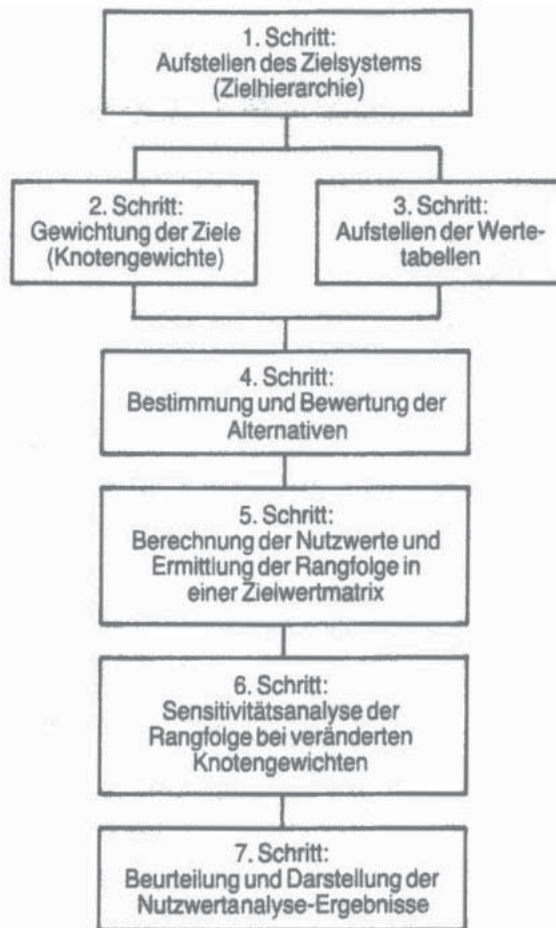 1. Schritt:
Aufstellen des Zielsystems
(Zielhierarchie)
2. Schritt:
Gewichtung der Ziele
(Knotengewichte)
3. Schritt:
Aufstellen der Werte-
tabellen
4. Schritt:
Bestimmung und Bewertung der
Alternativen
5. Schritt:
Berechnung der Nutzwerte und
Ermittlung der Rangfolge in
einer Zielwertmatrix
6. Schritt:
Sensitivitätsanalyse der
Rangfolge bei veränderten
Knotengewichten
7. Schritt:
Beurteilung und Darstellung der
Nutzwertanalyse-Ergebnisse